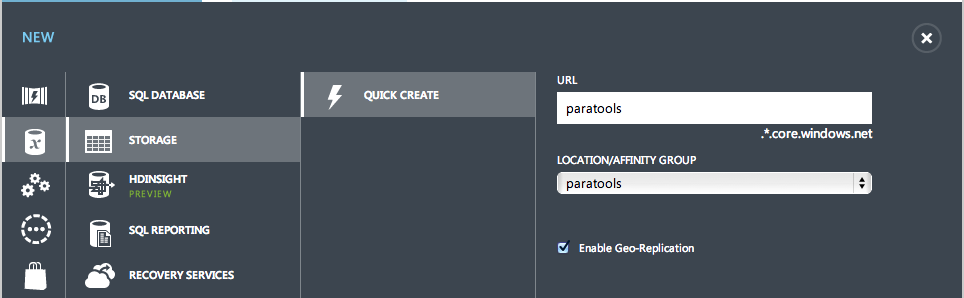 NEW
SQL DATABASE
STORAGE
HDINSIGHT
PREVIEW
SQL REPORTING
RECOVERY SERVICES
QUICK CREATE
URL
paratools
.*.core.windows.net
LOCATION/AFFINITY GROUP
paratools
Enable Geo-Replication
DB
x